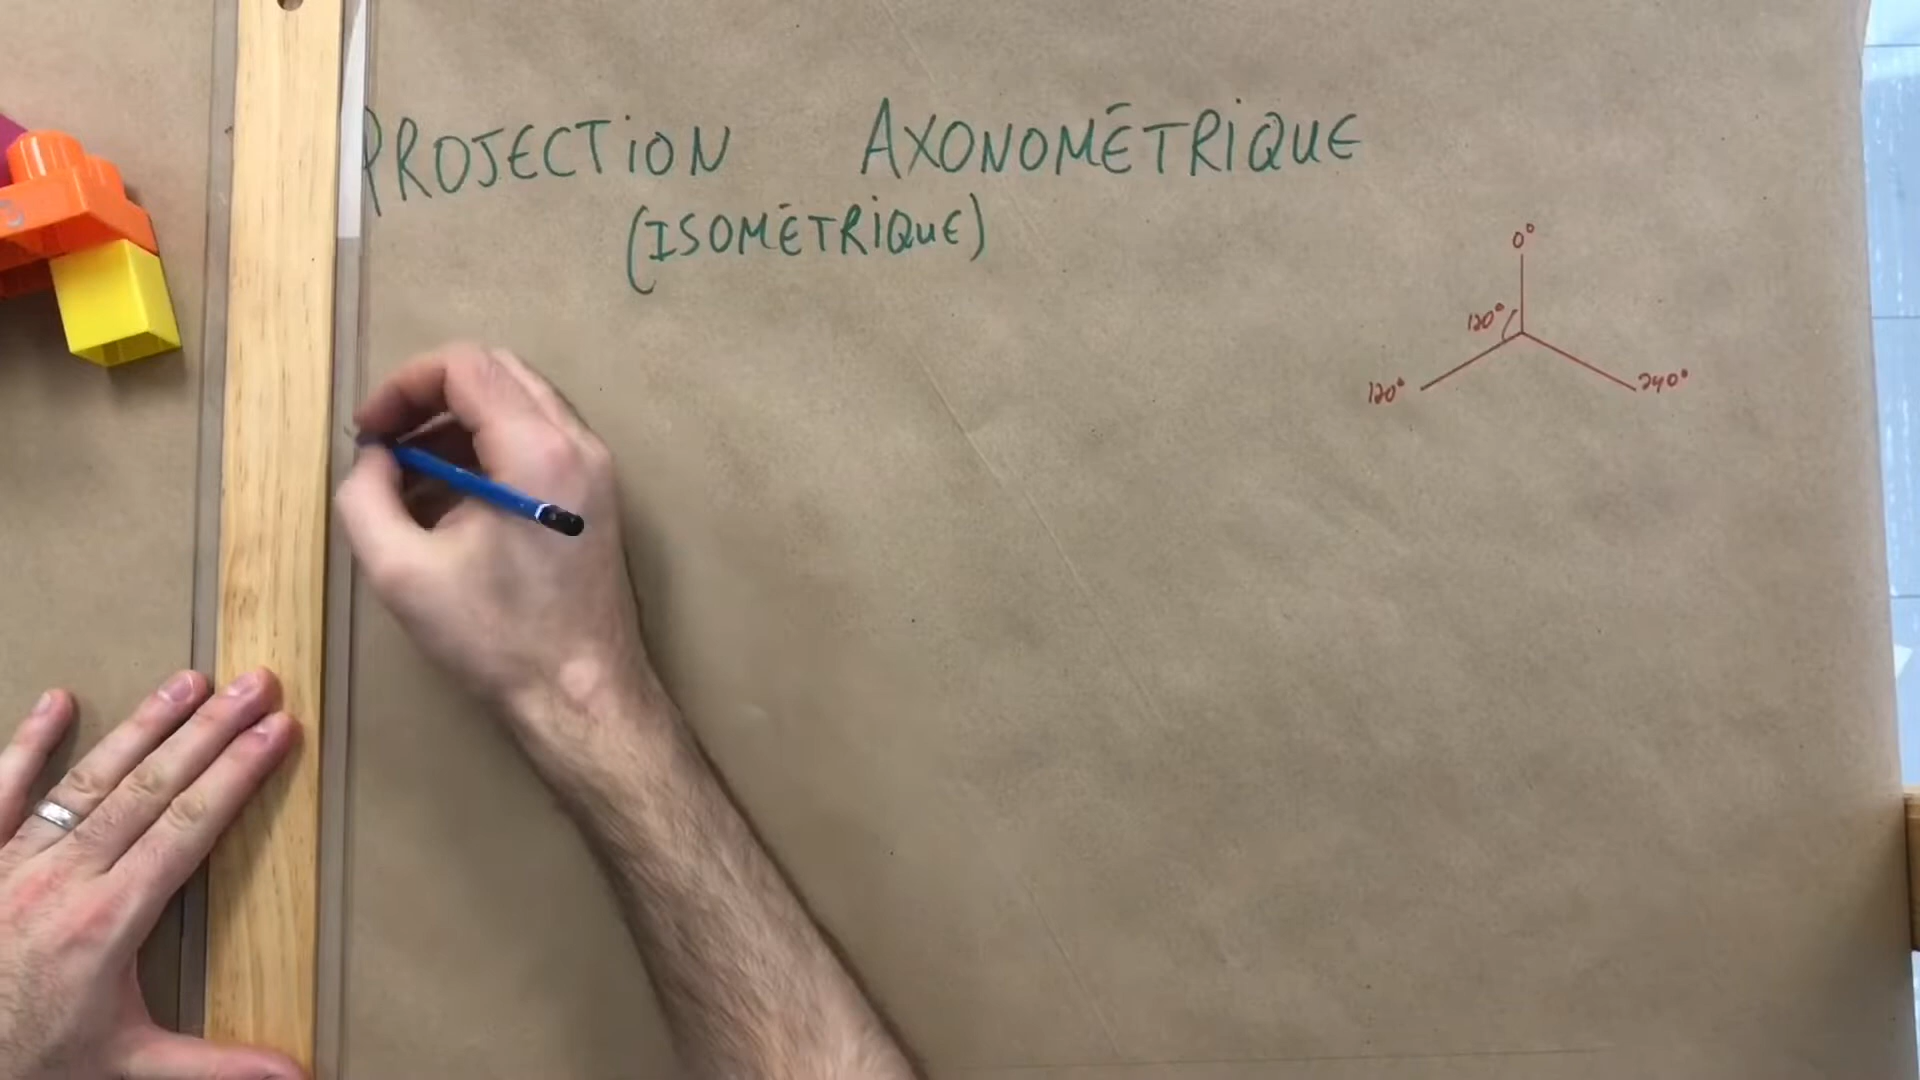 PROJECTION AXONOMÉTRIQUE
(ISOMÉTRIQUE)
0°
120°
120°
240°